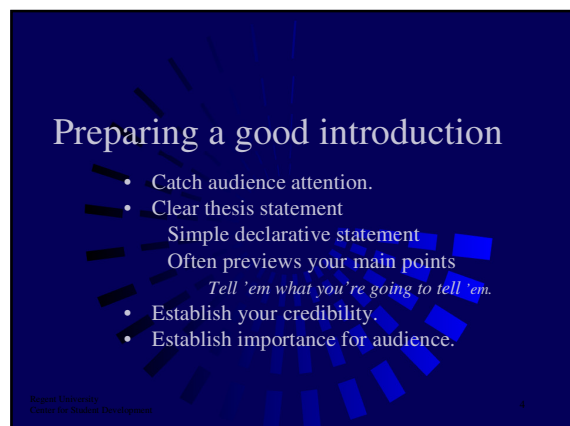 Preparing a good introduction
• Catch audience attention.
• Clear thesis statement
Simple declarative statement
Often previews your main points
Tell ’em what you’re going to tell ’em.
• Establish your credibility.
• Establish importance for audience.